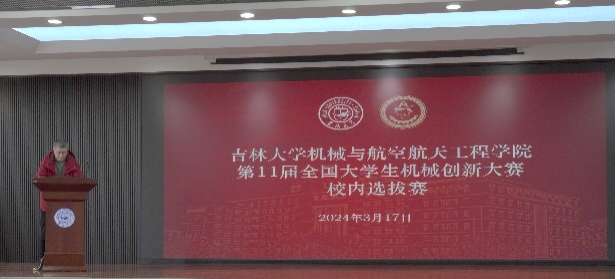 吉林大学机械与航空航天工程学院
第11届全国大学生机械创新大赛
校内选拔赛
2024年3月17日